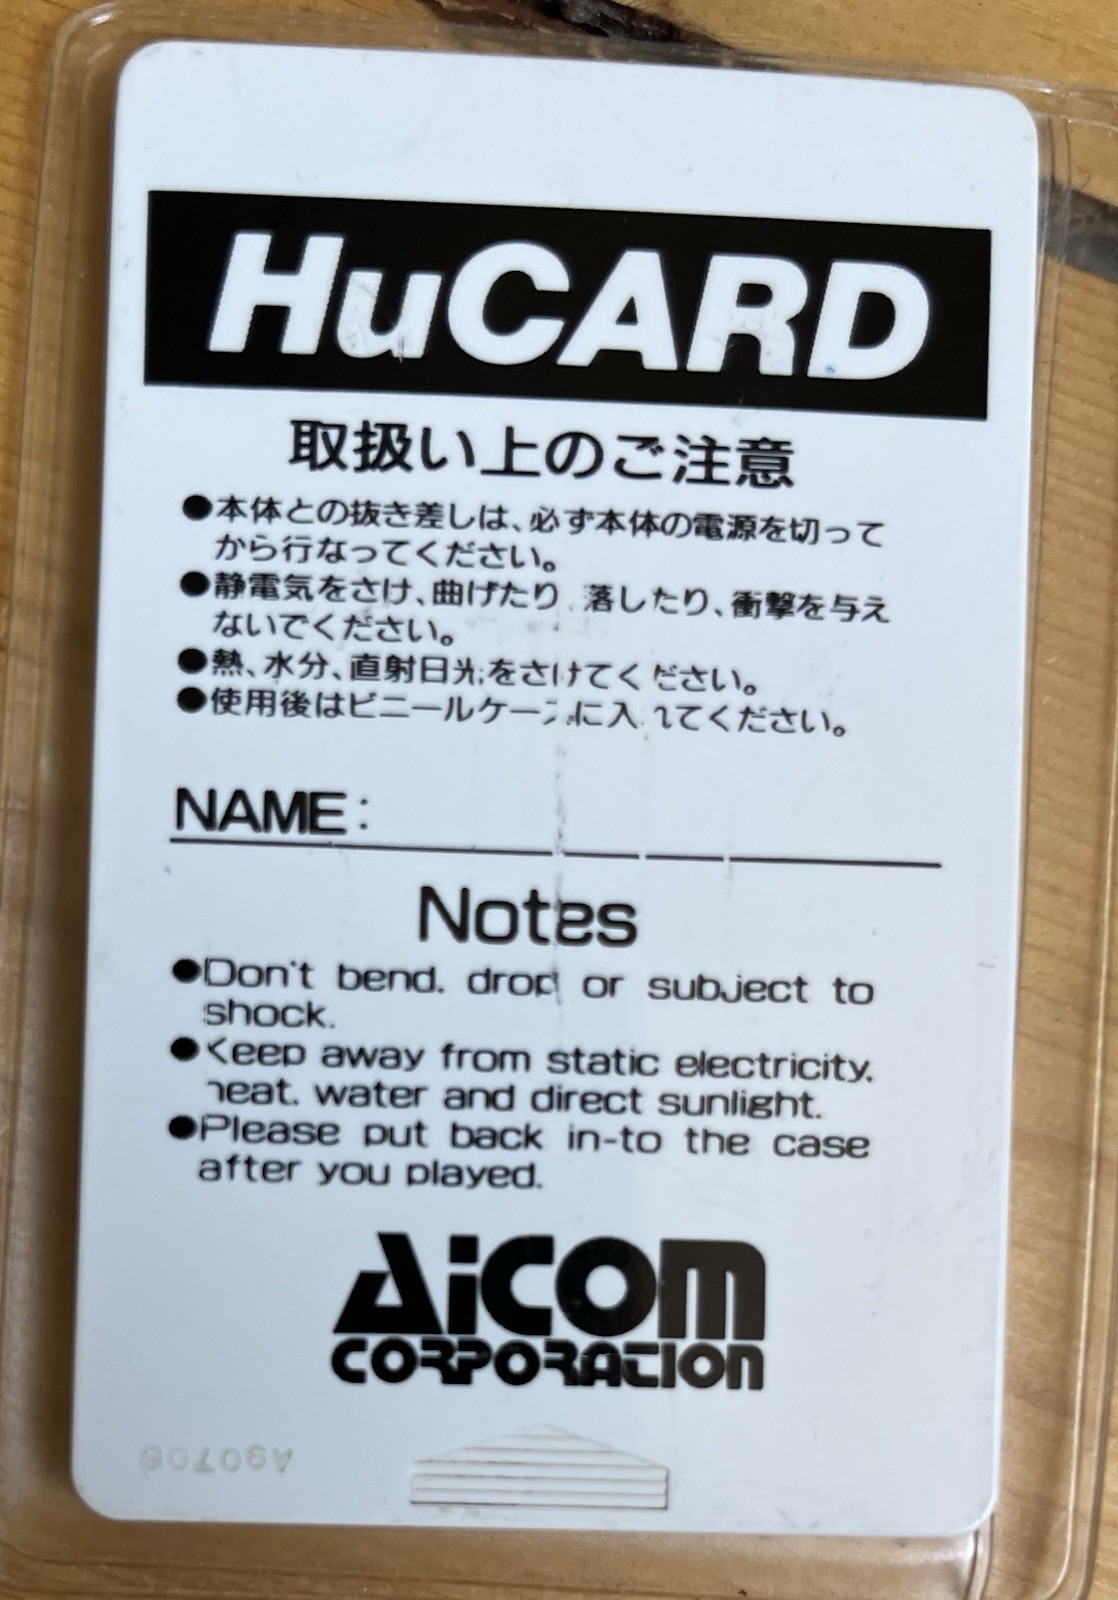 HuCARD
取扱い上のご注意
●本体との抜き差しは、必ず本体の電源を切って
から行なってください。
●静電気をさけ、曲げたり、落したり、衝撃を与え
ないでください。
●熱、水分、直射日光をさけてください。
●使用後はビニールケースに入れてください。
NAME:
Notes
●Don't bend. drop or subject to
shock.
●Keep away from static electricity.
heat. water and direct sunlight.
●Please put back in-to the case
after you played.
AiCOM
CORPORATION